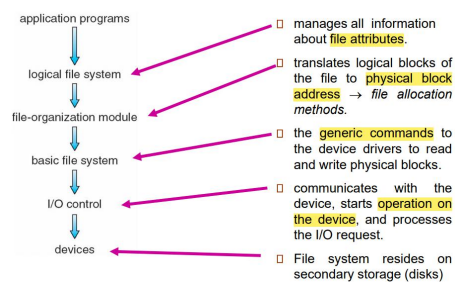 application programs
logical file system
file-organization module
basic file system
I/O control
devices
manages all information
about file attributes.
translates logical blocks of
the file to physical block
address → file allocation
methods.
the generic commands to
the device drivers to read
and write physical blocks.
communicates with the
device, starts operation on
the device, and processes
the I/O request.
File system resides on
secondary storage (disks)